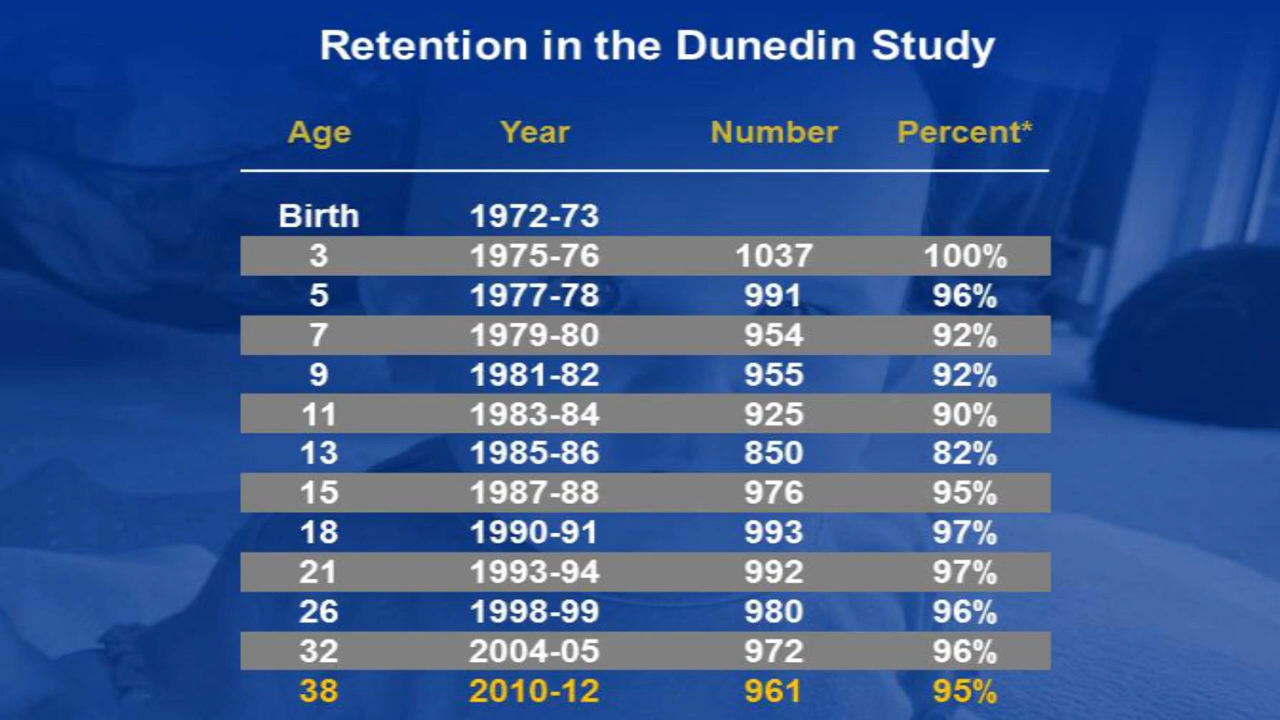 Retention in the Dunedin Study
Age Year Number Percent*
Birth 1972-73
3 1975-76 1037 100%
5 1977-78 991 96%
7 1979-80 954 92%
9 1981-82 955 92%
11 1983-84 925 90%
13 1985-86 850 82%
15 1987-88 976 95%
18 1990-91 993 97%
21 1993-94 992 97%
26 1998-99 980 96%
32 2004-05 972 96%
38 2010-12 961 95%